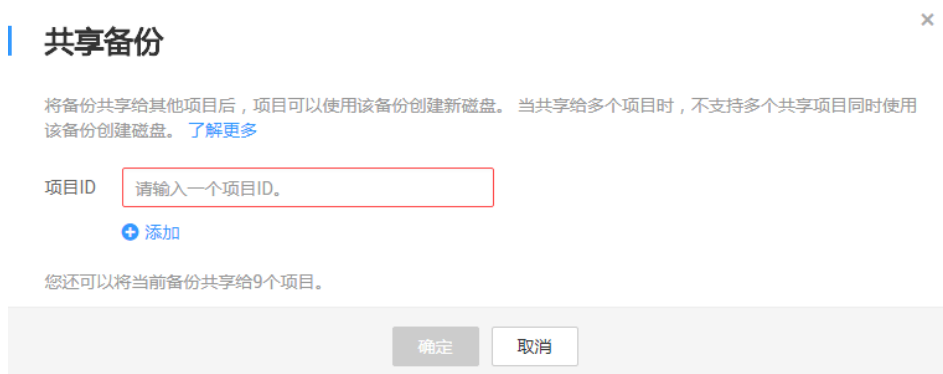 共享备份
将备份共享给其他项目后，项目可以使用该备份创建新磁盘。 当共享给多个项目时，不支持多个共享项目同时使用
该备份创建磁盘。 了解更多
项目ID 请输入一个项目ID。
添加
您还可以将当前备份共享给9个项目。
确定 取消